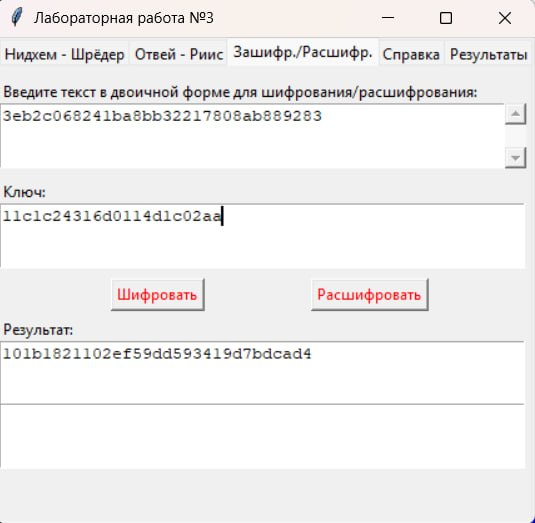 Лабораторная работа №3
Нидхем - Шрёдер Отвей - Риис Зашифр./Расшифр. Справка Результаты
Введите текст в двоичной форме для шифрования/расшифрования:
3eb2c068241ba8bb32217808ab889283
Ключ:
11c1c24316d0114d1c02aa
Шифровать Расшифровать
Результат:
101b1821102ef59dd593419d7bdcad4